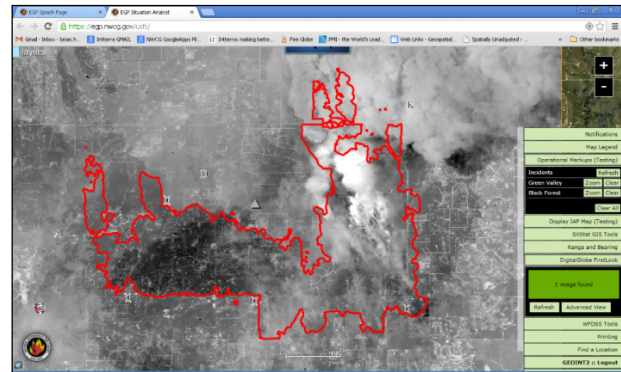 EGP Splash Page
EGP Situation Analyst
https://egp.nwcg.gov/usfs/
Gmail - Inbox - brian.h...
Intterra GMAIL
NWCG GoogleApps
Intterra: making bette...
Fire Globe
PMI - the World's Lead...
Web Links - Geospatial...
Spatially Unadjusted › ...
Other bookmarks
layers
+
-
K
D
Z
Notifications
Map Legend
Operational Markups (Testing)
Incidents
Refresh
Green Valley
Zoom
Clear
Black Forest
Zoom
Clear
Clear All
Display IAP Map (Testing)
SitStat GIS Tools
Range and Bearing
DigitalGlobe FirstLook
1 image found
Refresh
Advanced View
WFDSS Tools
Printing
Find a Location
GEOINT2 :: Logout